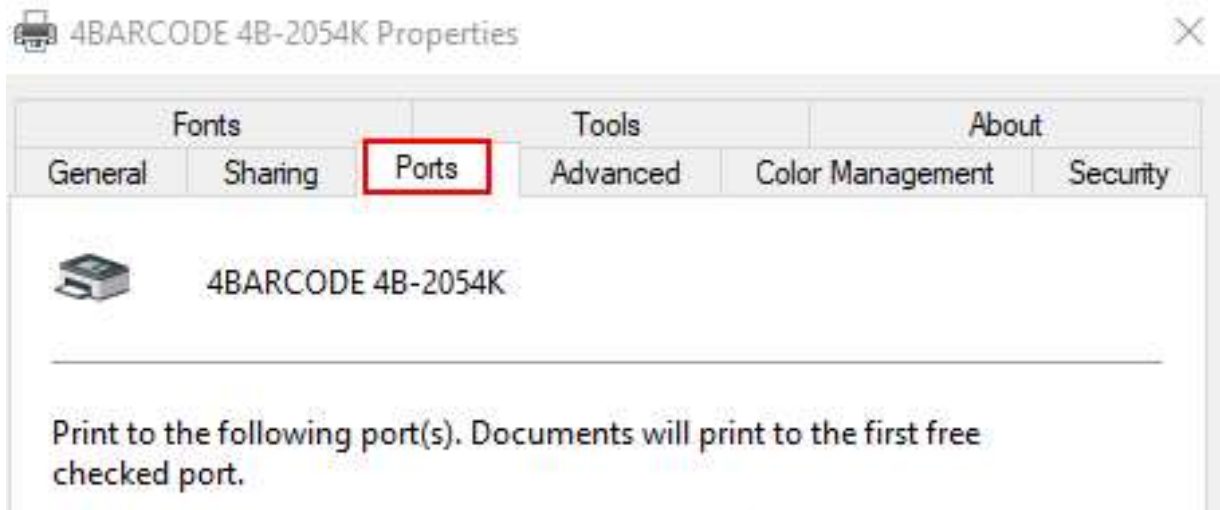 4BARCODE 4B-2054K Properties
Fonts Tools About
General Sharing Ports Advanced Color Management Security
4BARCODE 4B-2054K
Print to the following port(s). Documents will print to the first free
checked port.